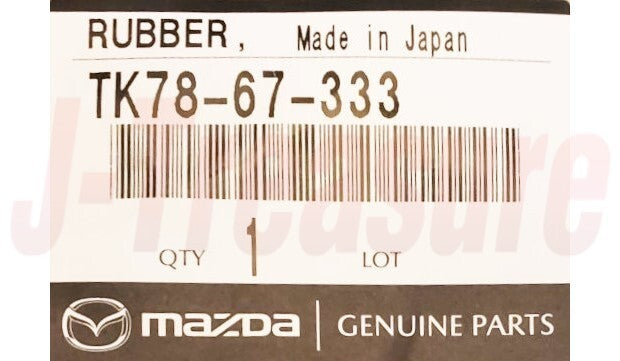 RUBBER, Made in Japan
TK78-67-333
J-Treasure
QTY 1 LOT
mazda | GENUINE PARTS